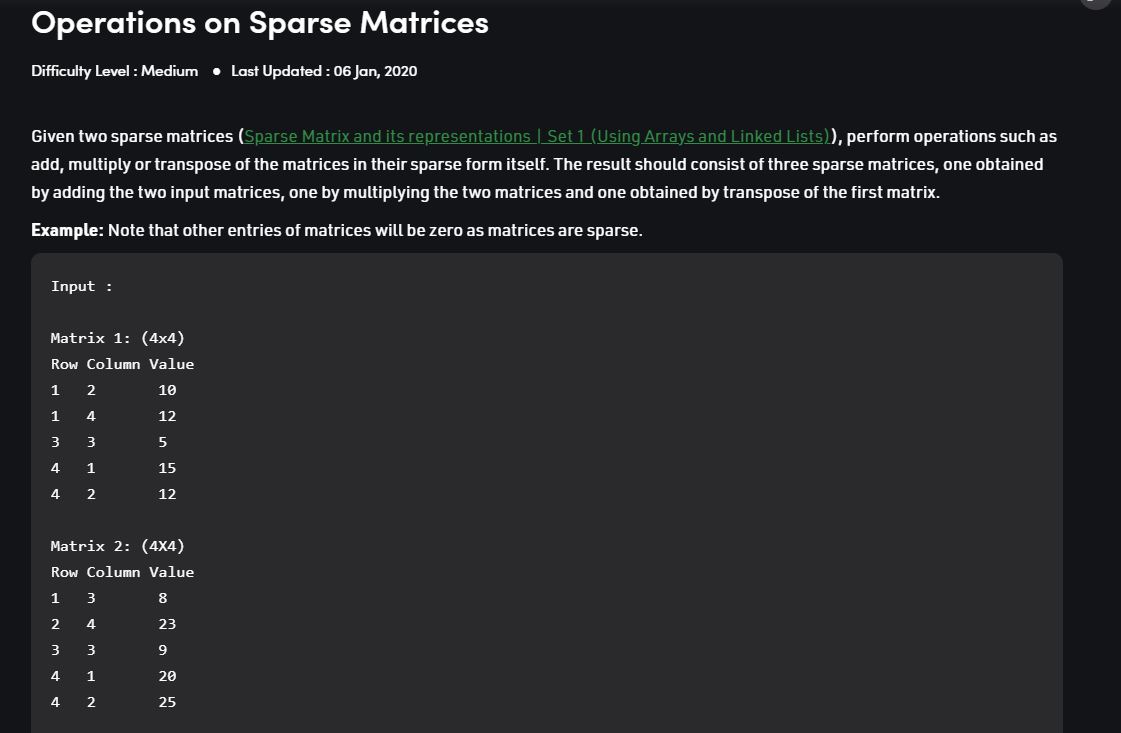 Operations on Sparse Matrices
Difficulty Level : Medium ● Last Updated : 06 Jan, 2020
Given two sparse matrices (Sparse Matrix and its representations | Set 1 (Using Arrays and Linked Lists)), perform operations such as
add, multiply or transpose of the matrices in their sparse form itself. The result should consist of three sparse matrices, one obtained
by adding the two input matrices, one by multiplying the two matrices and one obtained by transpose of the first matrix.
Example: Note that other entries of matrices will be zero as matrices are sparse.
Input :
Matrix 1: (4x4)
Row Column Value
1 2 10
1 4 12
3 3 5
4 1 15
4 2 12
Matrix 2: (4X4)
Row Column Value
1 3 8
2 4 23
3 3 9
4 1 20
4 2 25